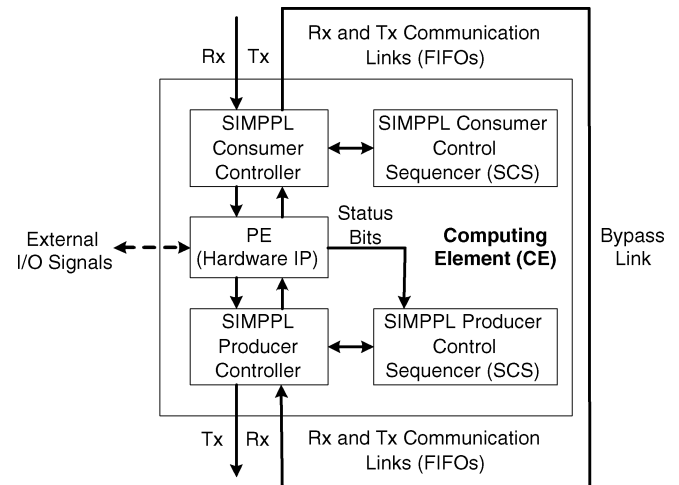 Rx Tx
Rx and Tx Communication
Links (FIFOs)
SIMPPL
Consumer
Controller
SIMPPL Consumer
Control
Sequencer (SCS)
External
I/O Signals
PE
(Hardware IP)
Status
Bits
Computing
Element (CE)
Bypass
Link
SIMPPL
Producer
Controller
SIMPPL Producer
Control
Sequencer (SCS)
Tx Rx
Rx and Tx Communication
Links (FIFOs)